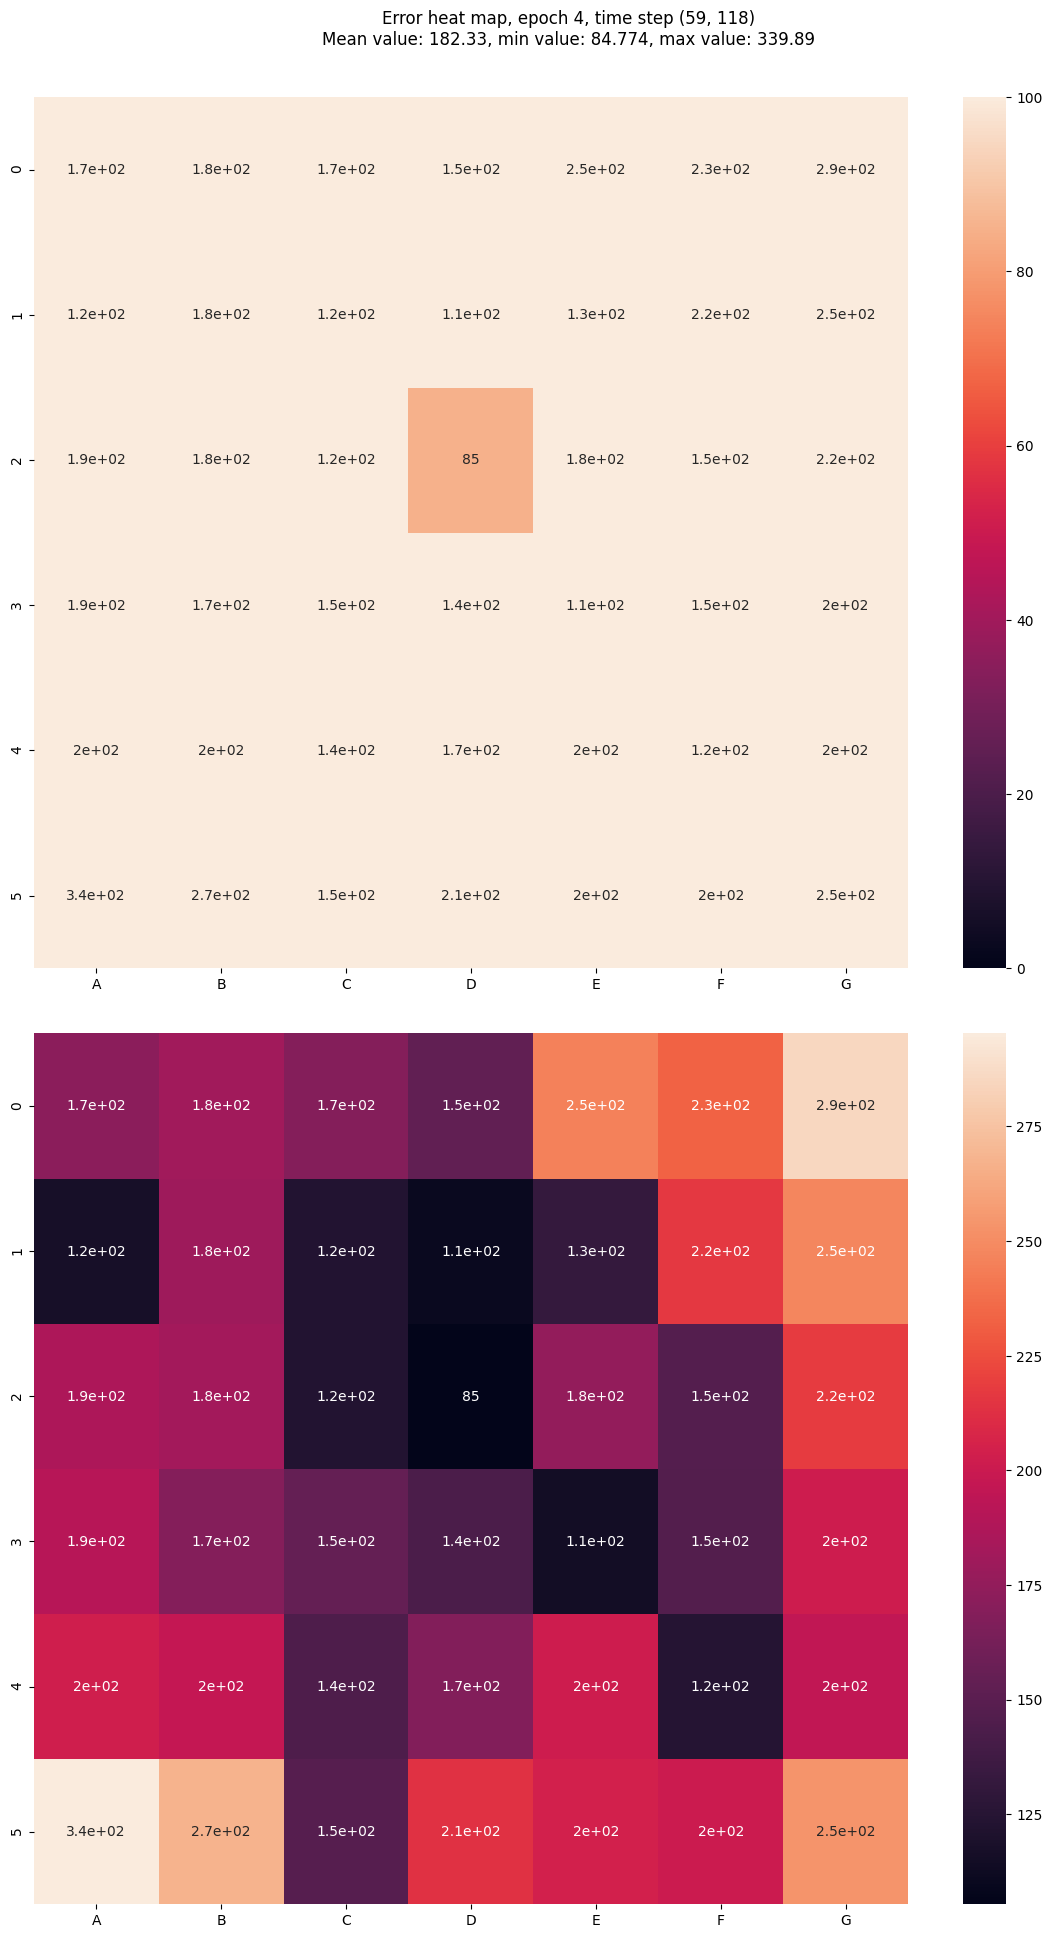 Error heat map, epoch 4, time step (59, 118)
Mean value: 182.33, min value: 84.774, max value: 339.89
100
0 1.7e+02 1.8e+02 1.7e+02 1.5e+02 2.5e+02 2.3e+02 2.9e+02
80
1 1.2e+02 1.8e+02 1.2e+02 1.1e+02 1.3e+02 2.2e+02 2.5e+02
60
2 1.9e+02 1.8e+02 1.2e+02 85 1.8e+02 1.5e+02 2.2e+02
3 1.9e+02 1.7e+02 1.5e+02 1.4e+02 1.1e+02 1.5e+02 2e+02
40
4 2e+02 2e+02 1.4e+02 1.7e+02 2e+02 1.2e+02 2e+02
20
5 3.4e+02 2.7e+02 1.5e+02 2.1e+02 2e+02 2e+02 2.5e+02
0
A B C D E F G
0 1.7e+02 1.8e+02 1.7e+02 1.5e+02 2.5e+02 2.3e+02 2.9e+02
275
1 1.2e+02 1.8e+02 1.2e+02 1.1e+02 1.3e+02 2.2e+02 2.5e+02
250
225
2 1.9e+02 1.8e+02 1.2e+02 85 1.8e+02 1.5e+02 2.2e+02
200
3 1.9e+02 1.7e+02 1.5e+02 1.4e+02 1.1e+02 1.5e+02 2e+02
175
4 2e+02 2e+02 1.4e+02 1.7e+02 2e+02 1.2e+02 2e+02
150
125
5 3.4e+02 2.7e+02 1.5e+02 2.1e+02 2e+02 2e+02 2.5e+02
A B C D E F G